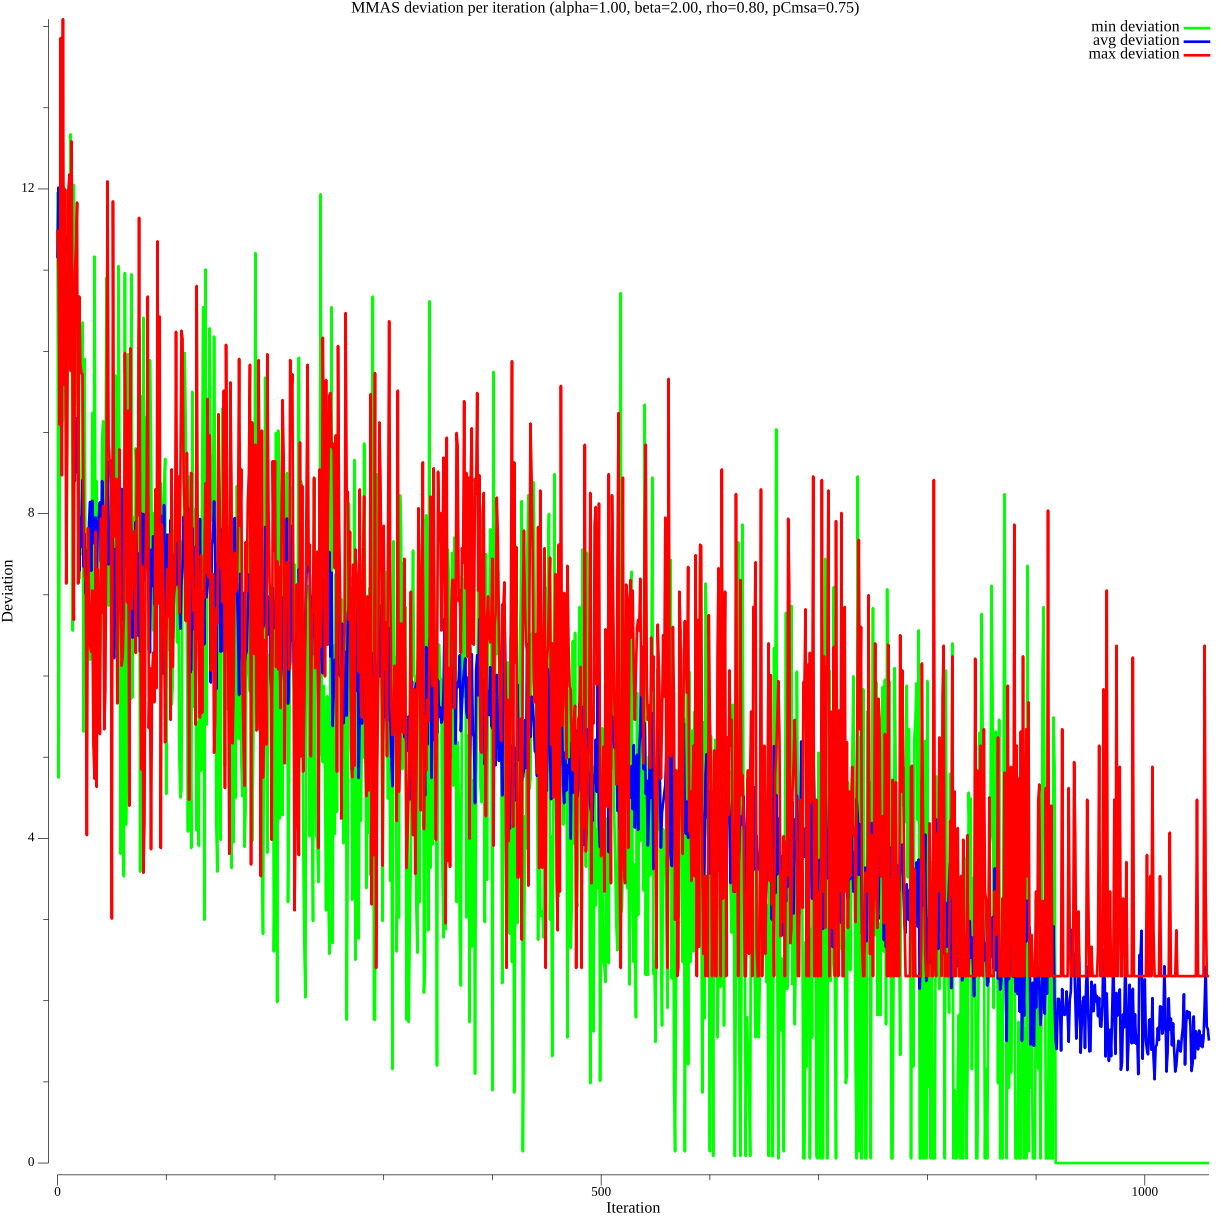 MMAS deviation per iteration (alpha=1.00, beta=2.00, rho=0.80, pCmsa=0.75)
min deviation
avg deviation
max deviation
12
8
4
0
Deviation
0
500
1000
Iteration